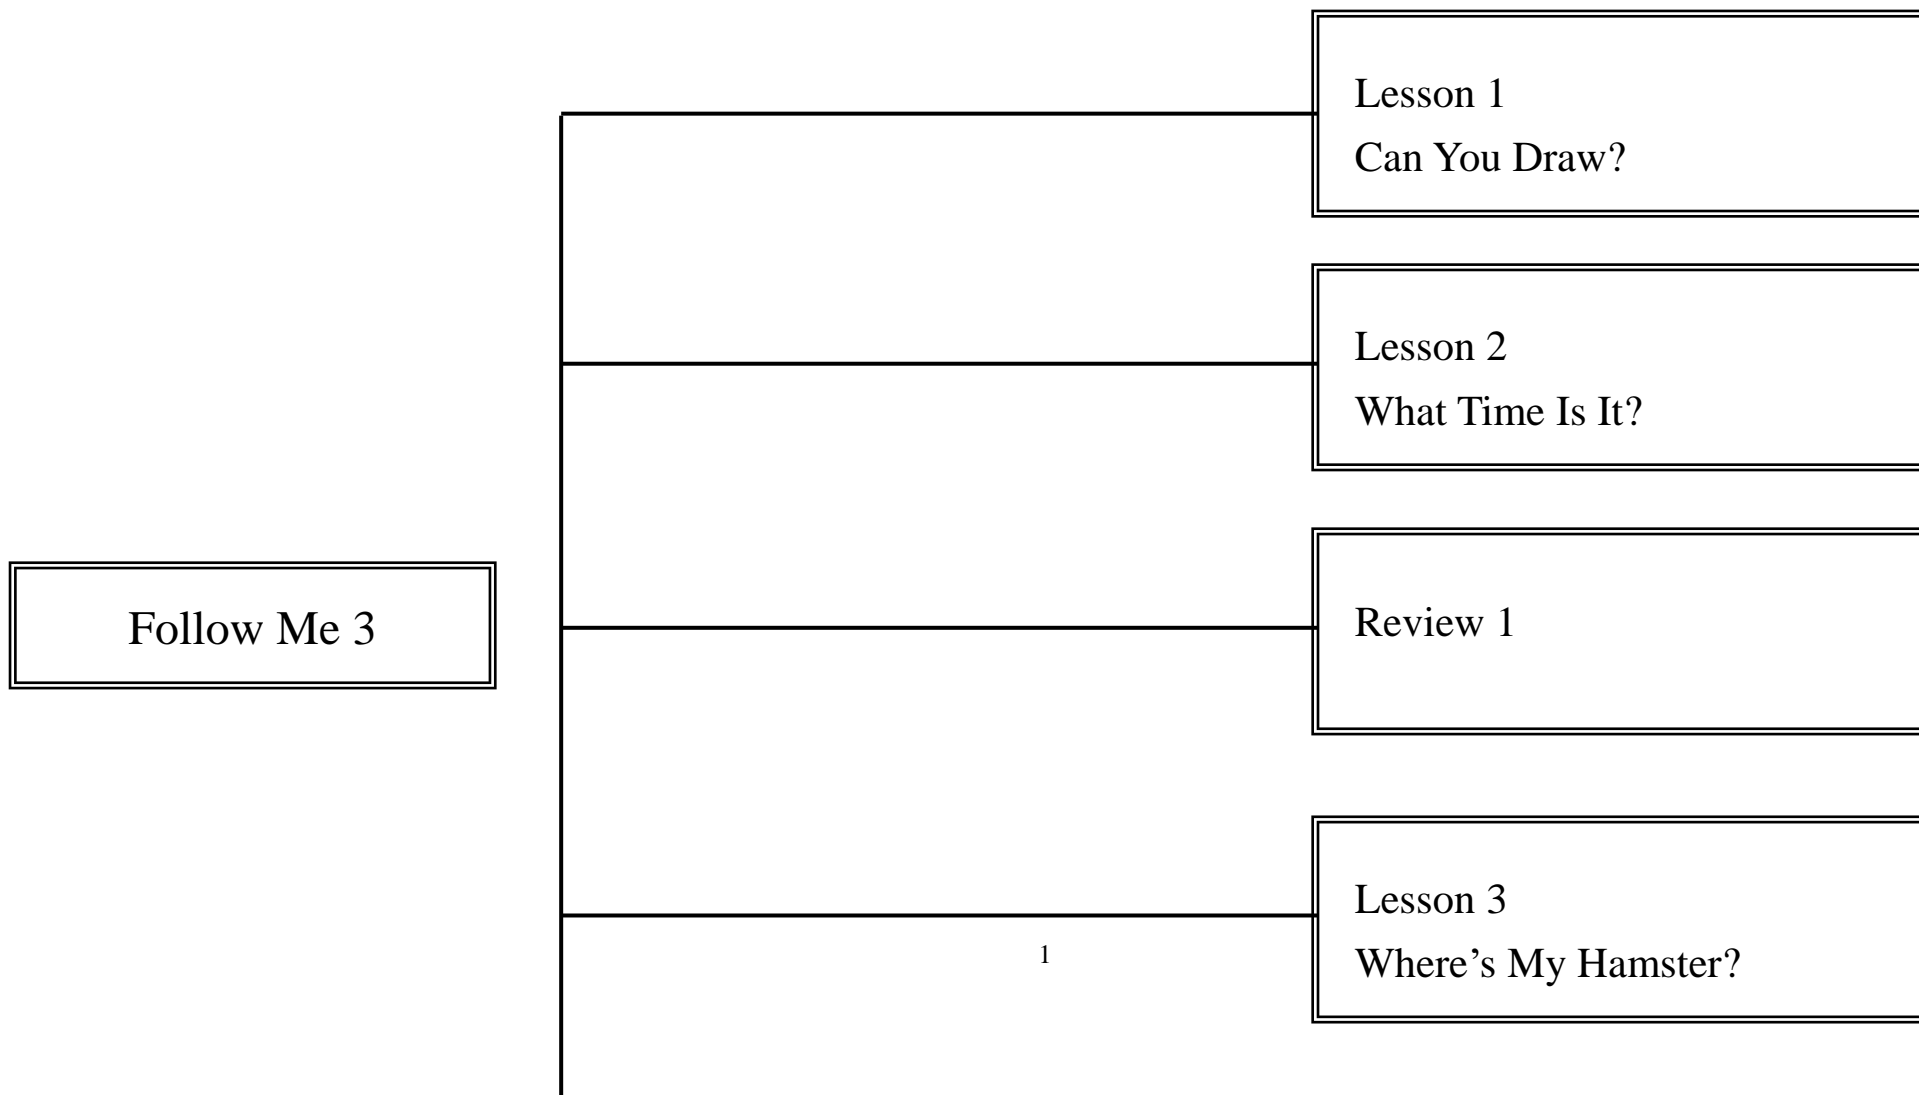 Lesson 1
Can You Draw?
Lesson 2
What Time Is It?
Follow Me 3
Review 1
Lesson 3
Where’s My Hamster?
1